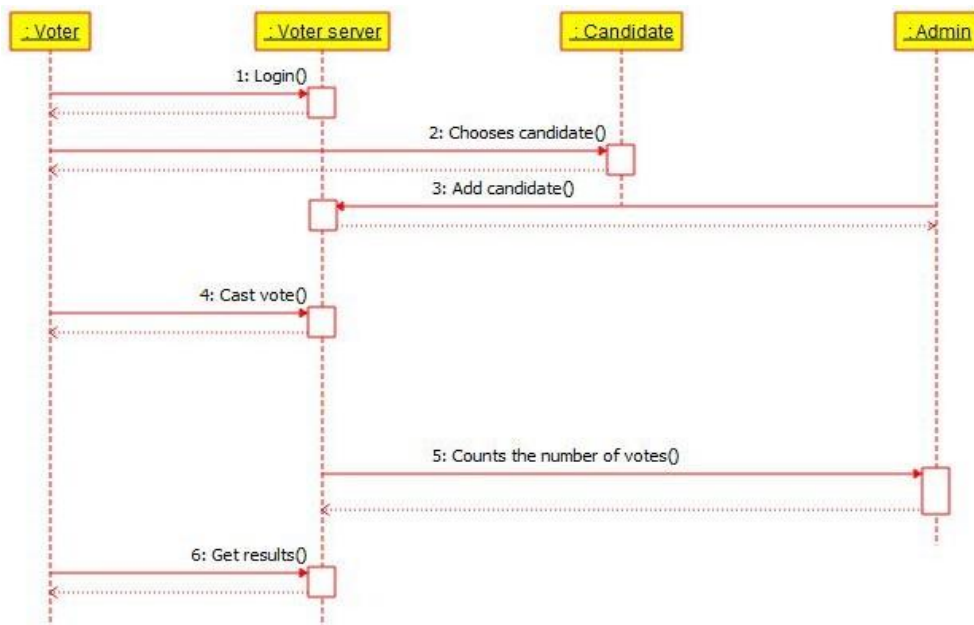 : Voter
: Voter server
: Candidate
: Admin
1: Login()
2: Chooses candidate()
3: Add candidate()
4: Cast vote()
5: Counts the number of votes()
6: Get results()